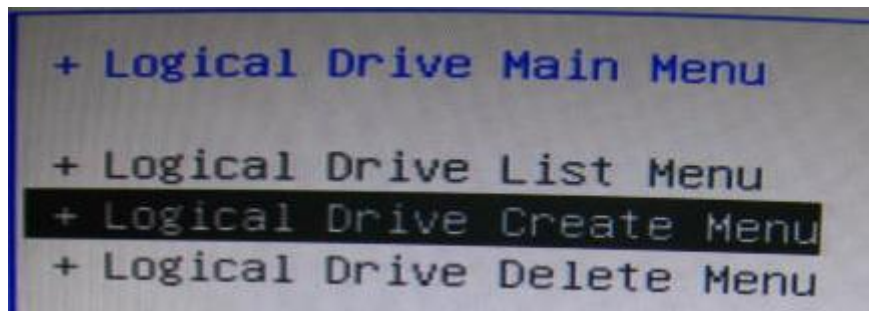 + Logical Drive Main Menu
+ Logical Drive List Menu
+ Logical Drive Create Menu
+ Logical Drive Delete Menu